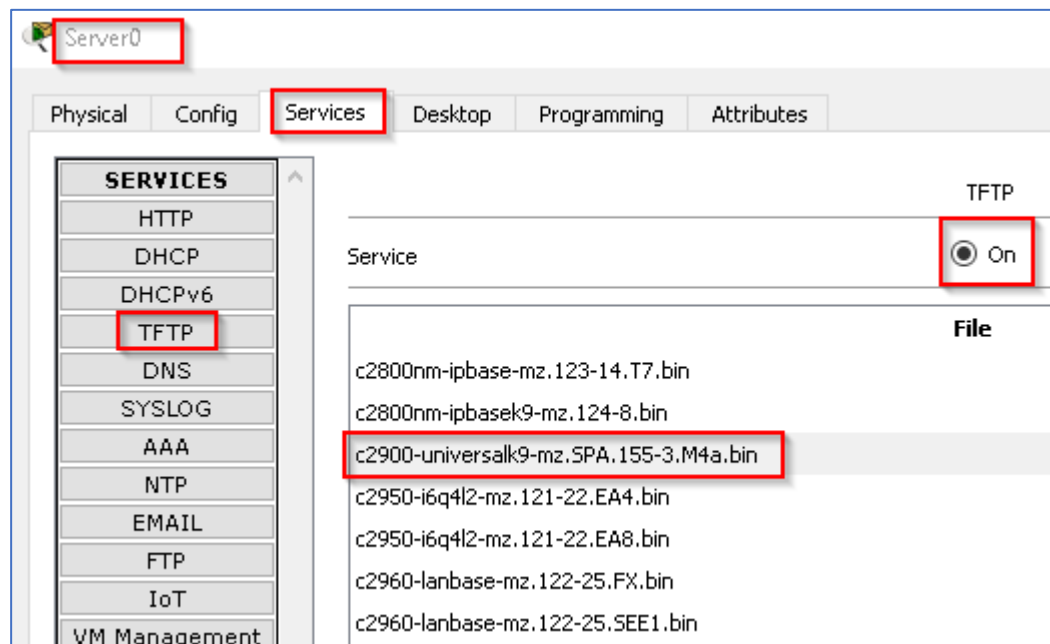 Server0
Physical Config Services Desktop Programming Attributes
SERVICES
HTTP
DHCP
DHCPv6
TFTP
DNS
SYSLOG
AAA
NTP
EMAIL
FTP
IoT
VM Management
TFTP
Service On
File
c2800nm-ipbase-mz.123-14.T7.bin
c2800nm-ipbasek9-mz.124-8.bin
c2900-universalk9-mz.SPA.155-3.M4a.bin
c2950-i6q4l2-mz.121-22.EA4.bin
c2950-i6q4l2-mz.121-22.EA8.bin
c2960-lanbase-mz.122-25.FX.bin
c2960-lanbase-mz.122-25.SEE1.bin